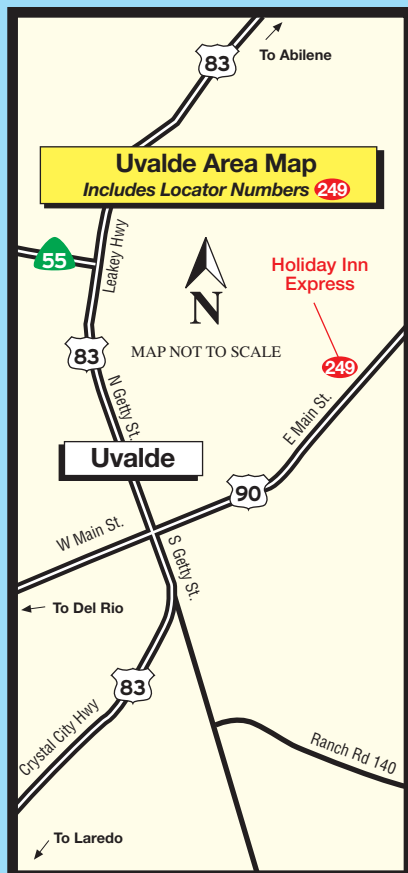 83
To Abilene
Uvalde Area Map
Includes Locator Numbers 249
55
Leakey Hwy
Holiday Inn
Express
N
MAP NOT TO SCALE
83
249
N Getty St.
E Main St.
Uvalde
90
W Main St.
S Getty St.
To Del Rio
83
Crystal City Hwy
Ranch Rd 140
To Laredo